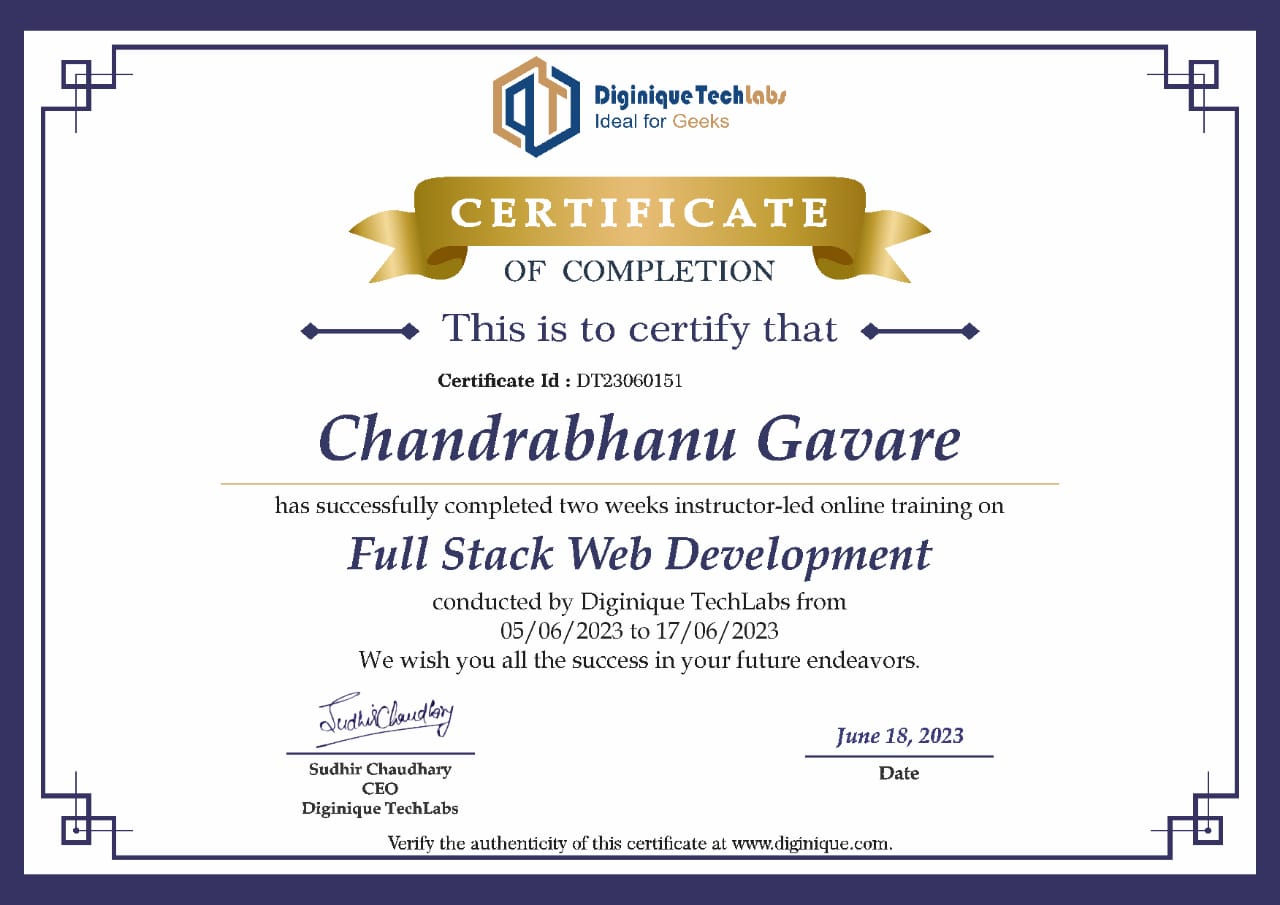 Diginique TechLabs
Ideal for Geeks
CERTIFICATE
OF COMPLETION
This is to certify that
Certificate Id : DT23060151
Chandrabhanu Gavare
has successfully completed two weeks instructor-led online training on
Full Stack Web Development
conducted by Diginique TechLabs from
05/06/2023 to 17/06/2023
We wish you all the success in your future endeavors.
SudhirChaudhary
June 18, 2023
Sudhir Chaudhary
Date
CEO
Diginique TechLabs
Verify the authenticity of this certificate at www.diginique.com.